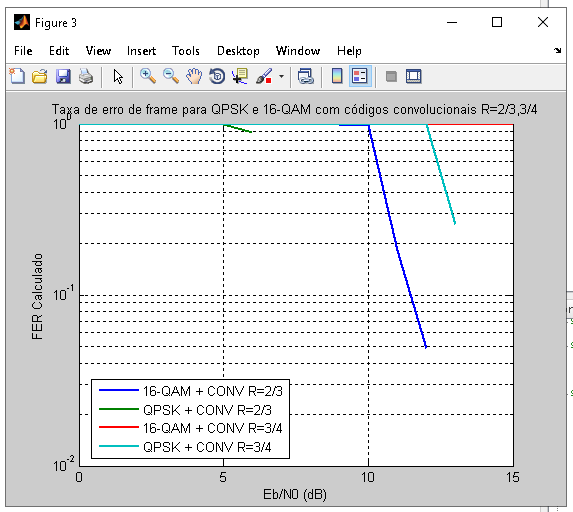 Figure 3
File Edit View Insert Tools Desktop Window Help
Taxa de erro de frame para QPSK e 16-QAM com códigos convolucionais R=2/3,3/4
10^0
10^-1
10^-2
FER Calculado
16-QAM + CONV R=2/3
QPSK + CONV R=2/3
16-QAM + CONV R=3/4
QPSK + CONV R=3/4
0 5 10 15
Eb/N0 (dB)